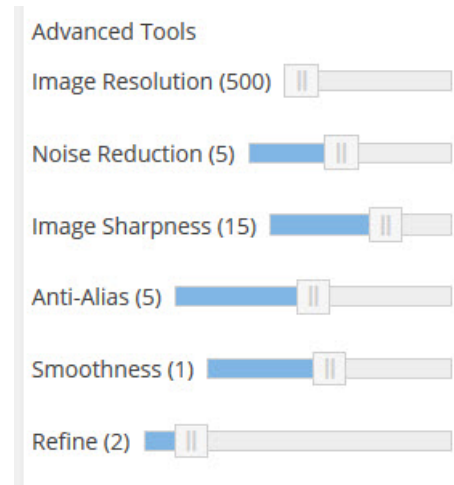 Advanced Tools
Image Resolution (500)
Noise Reduction (5)
Image Sharpness (15)
Anti-Alias (5)
Smoothness (1)
Refine (2)